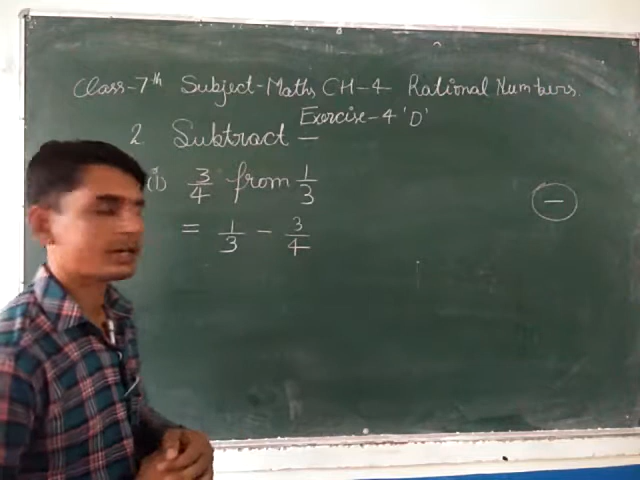 Class-7th Subject-Maths CH-4 Rational Numbers.
Exercise-4 'D'
2 Subtract -
(i) 3/4 from 1/3
= 1/3 - 3/4
-